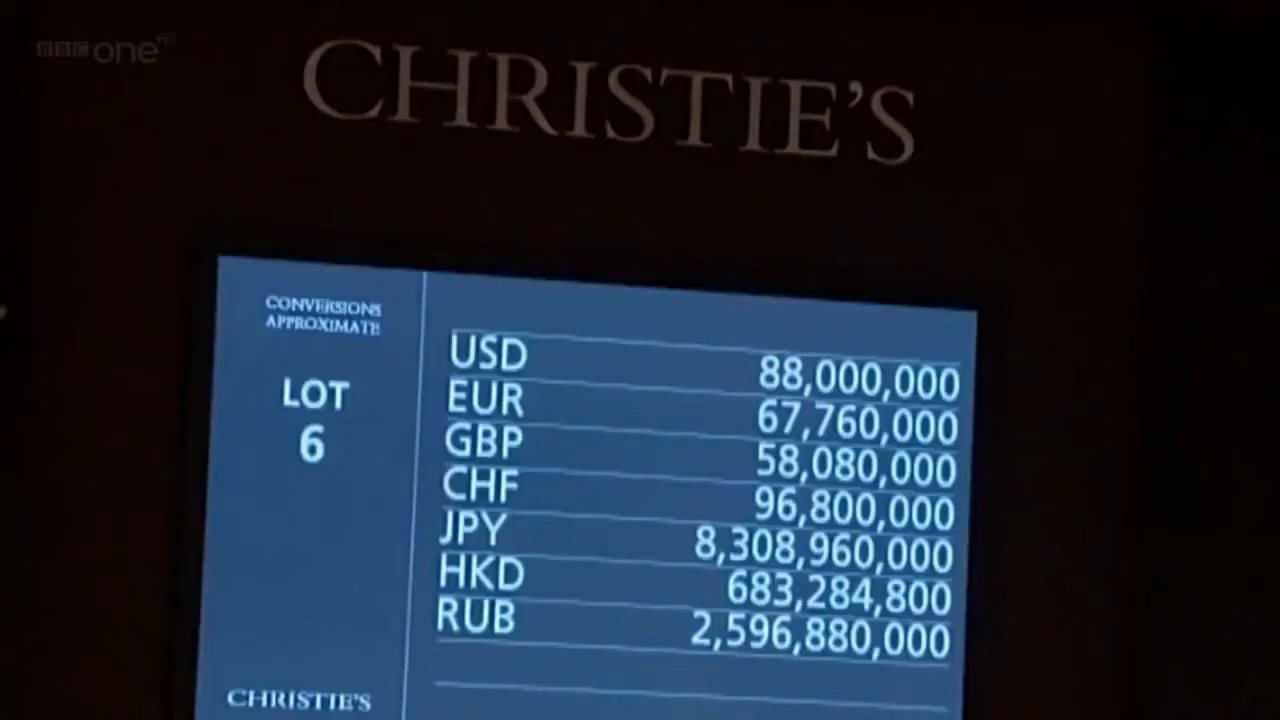 BBC one HD
CHRISTIE'S
CONVERSIONS
APPROXIMATE
LOT
6
USD 88,000,000
EUR 67,760,000
GBP 58,080,000
CHF 96,800,000
JPY 8,308,960,000
HKD 683,284,800
RUB 2,596,880,000
CHRISTIE'S